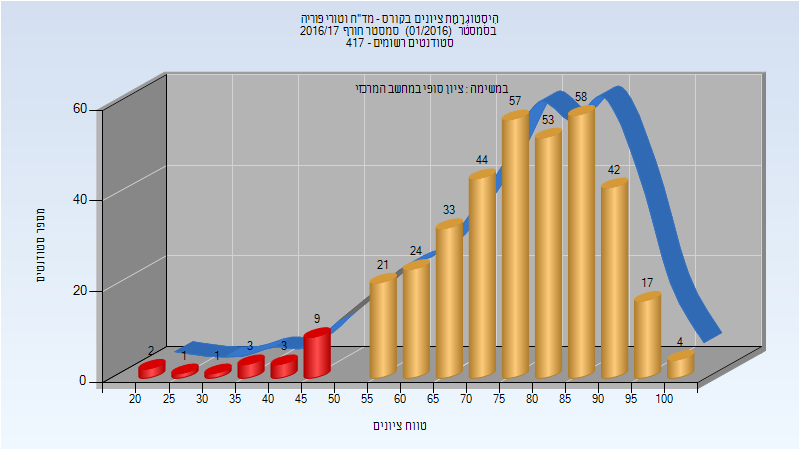 היסטוגרמת ציונים בקורס - מד"ח וטורי פוריה
בסמסטר (01/2016) סמסטר חורף 2016/17
סטודנטים רשומים - 417
במשימה : ציון סופי במחשב המרכזי
מספר סטודנטים
60
40
20
0
2
1
1
3
3
9
21
24
33
44
57
53
58
42
17
4
20 25 30 35 40 45 50 55 60 65 70 75 80 85 90 95 100
טווח ציונים